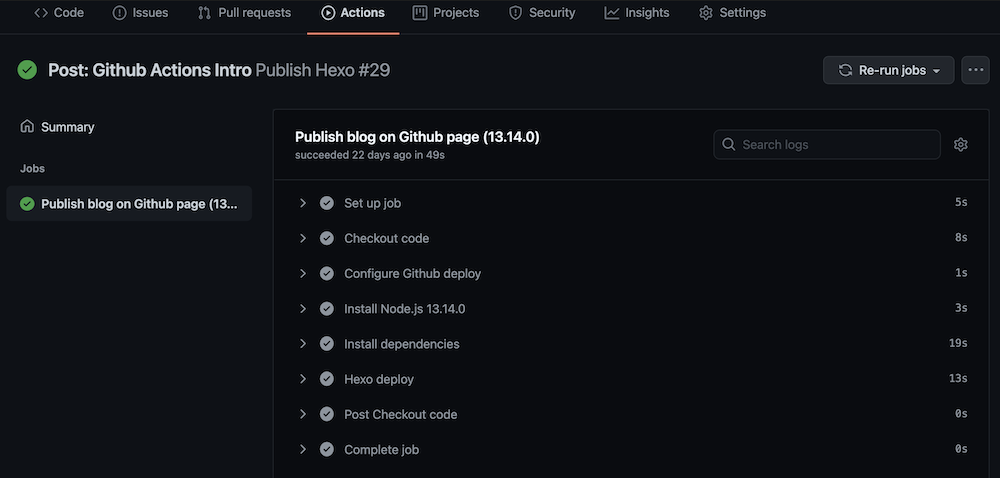 Code Issues Pull requests Actions Projects Security Insights Settings
Post: Github Actions Intro Publish Hexo #29
Re-run jobs
Summary
Jobs
Publish blog on Github page (13...
Publish blog on Github page (13.14.0)
succeeded 22 days ago in 49s
Search logs
Set up job 5s
Checkout code 8s
Configure Github deploy 1s
Install Node.js 13.14.0 3s
Install dependencies 19s
Hexo deploy 13s
Post Checkout code 0s
Complete job 0s